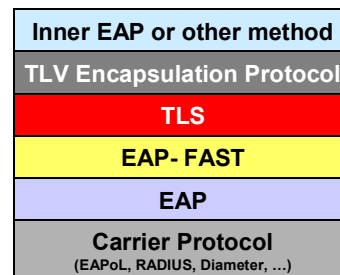 Inner EAP or other method
TLV Encapsulation Protocol
TLS
EAP- FAST
EAP
Carrier Protocol
(EAPoL, RADIUS, Diameter, ...)